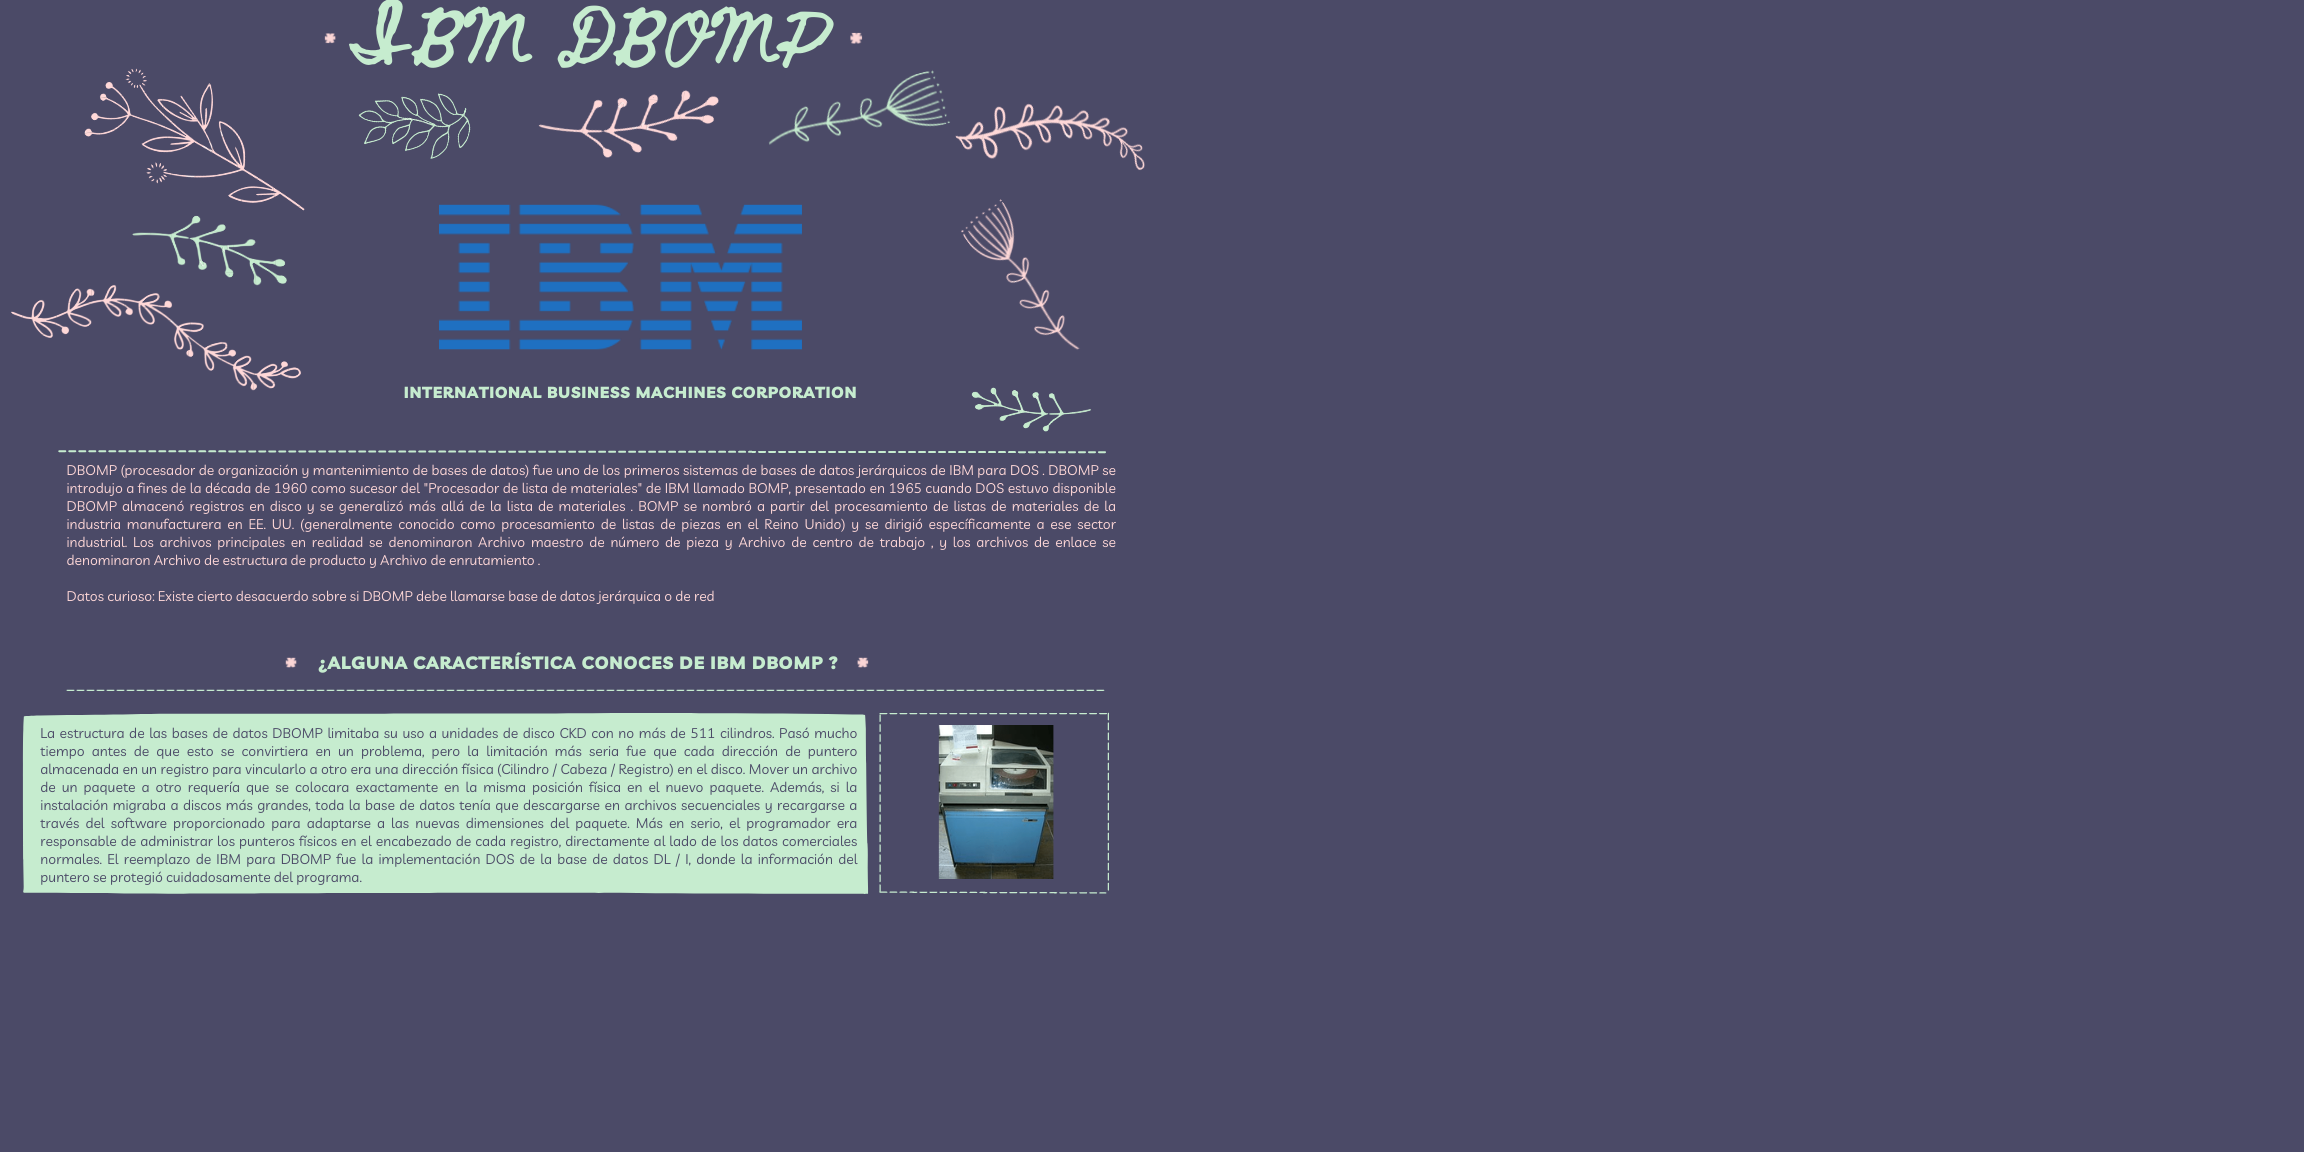 IBM DBOMP
IBM
INTERNATIONAL BUSINESS MACHINES CORPORATION
DBOMP (procesador de organización y mantenimiento de bases de datos) fue uno de los primeros sistemas de bases de datos jerárquicos de IBM para DOS . DBOMP se
introdujo a fines de la década de 1960 como sucesor del "Procesador de lista de materiales" de IBM llamado BOMP, presentado en 1965 cuando DOS estuvo disponible
DBOMP almacenó registros en disco y se generalizó más allá de la lista de materiales . BOMP se nombró a partir del procesamiento de listas de materiales de la
industria manufacturera en EE. UU. (generalmente conocido como procesamiento de listas de piezas en el Reino Unido) y se dirigió específicamente a ese sector
industrial. Los archivos principales en realidad se denominaron Archivo maestro de número de pieza y Archivo de centro de trabajo , y los archivos de enlace se
denominaron Archivo de estructura de producto y Archivo de enrutamiento .
Datos curioso: Existe cierto desacuerdo sobre si DBOMP debe llamarse base de datos jerárquica o de red
¿ALGUNA CARACTERÍSTICA CONOCES DE IBM DBOMP ?
La estructura de las bases de datos DBOMP limitaba su uso a unidades de disco CKD con no más de 511 cilindros. Pasó mucho
tiempo antes de que esto se convirtiera en un problema, pero la limitación más seria fue que cada dirección de puntero
almacenada en un registro para vincularlo a otro era una dirección física (Cilindro / Cabeza / Registro) en el disco. Mover un archivo
de un paquete a otro requería que se colocara exactamente en la misma posición física en el nuevo paquete. Además, si la
instalación migraba a discos más grandes, toda la base de datos tenía que descargarse en archivos secuenciales y recargarse a
través del software proporcionado para adaptarse a las nuevas dimensiones del paquete. Más en serio, el programador era
responsable de administrar los punteros físicos en el encabezado de cada registro, directamente al lado de los datos comerciales
normales. El reemplazo de IBM para DBOMP fue la implementación DOS de la base de datos DL / I, donde la información del
puntero se protegió cuidadosamente del programa.